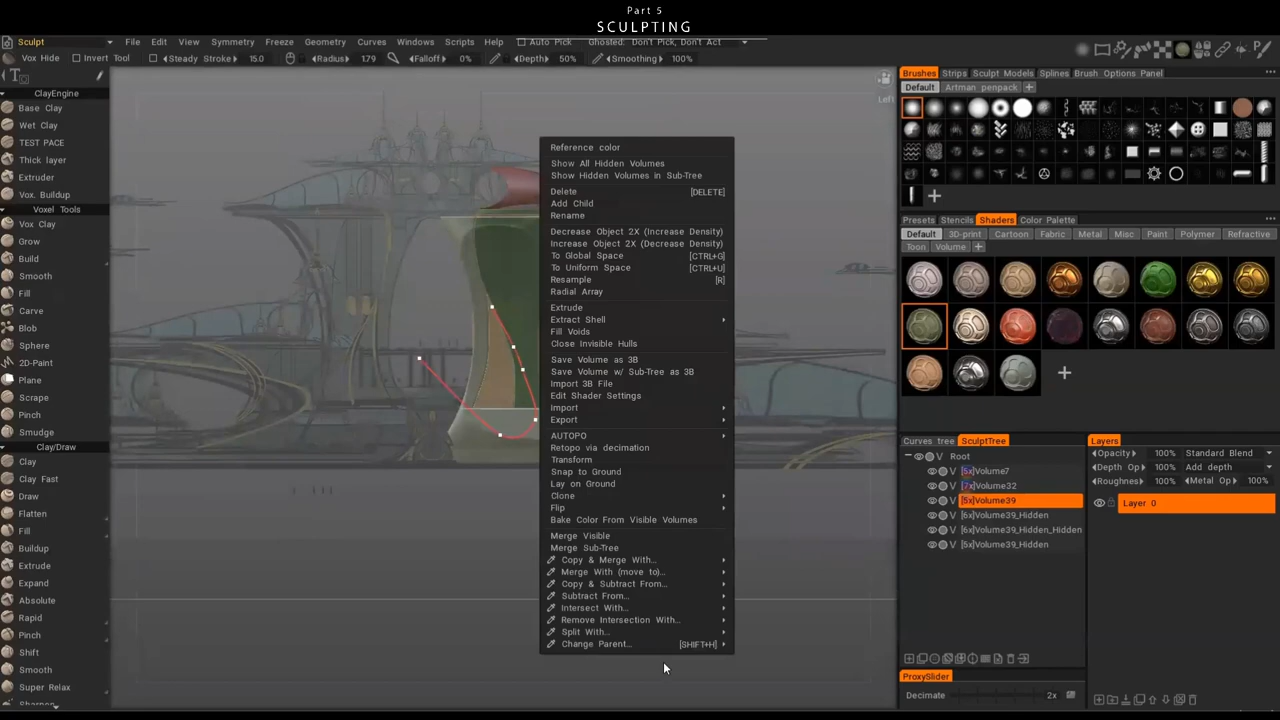 Part 5
SCULPTING
Sculpt
File Edit View Symmetry Freeze Geometry Curves Windows Scripts Help Auto Pick Ghosted: Don't Pick, Don't Act
Vox Hide Invert Tool Steady Stroke 15.0 Radius 179 Falloff 0% Depth 50% Smoothing 100%
ClayEngine
Base Clay
Wet Clay
TEST PACE
Thick layer
Extruder
Vox. Buildup
Voxel Tools
Vox Clay
Grow
Build
Smooth
Fill
Carve
Blob
Sphere
2D-Paint
Plane
Scrape
Pinch
Smudge
Clay/Draw
Clay
Clay Fast
Draw
Flatten
Fill
Buildup
Extrude
Expand
Absolute
Rapid
Pinch
Shift
Smooth
Super Relax
Left
Reference color
Show All Hidden Volumes
Show Hidden Volumes in Sub-Tree
Delete [DELETE]
Add Child
Rename
Decrease Object 2X (Increase Density)
Increase Object 2X (Decrease Density)
To Global Space [CTRL+G]
To Uniform Space [CTRL+U]
Resample [R]
Radial Array
Extrude
Extract Shell
Fill Voids
Close Invisible Hulls
Save Volume as 3B
Save Volume w/ Sub-Tree as 3B
Import 3B File
Edit Shader Settings
Import
Export
AUTOPO
Retopo via decimation
Transform
Snap to Ground
Lay on Ground
Clone
Flip
Bake Color From Visible Volumes
Merge Visible
Merge Sub-Tree
Copy & Merge With...
Merge With (move to)...
Copy & Subtract From...
Subtract From...
Intersect With...
Remove Intersection With...
Split With...
Change Parent... [SHIFT+H]
Brushes Strips Sculpt Models Splines Brush Options Panel
Default Artman penpack
Presets Stencils Shaders Color Palette
Default 3D-print Cartoon Fabric Metal Misc Paint Polymer Refractive
Toon Volume
Curves tree SculptTree
Root
Volume7
Volume32
[5x]Volume39
[6x]Volume39_Hidden
[6x]Volume39_Hidden_Hidden
[5x]Volume39_Hidden
ProxySlider
Decimate 2x
Layers
Opacity 100% Standard Blend
Depth Op 100% Add depth
Roughness 100% Metal Op 100%
Layer 0